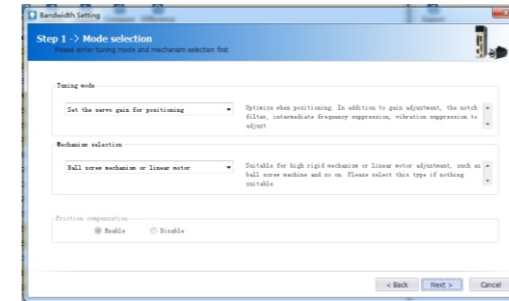 Bandwidth Setting
Step 1 -> Mode selection
Please enter tuning mode and mechanism selection first
Tuning mode
Set the servo gain for positioning
Optimize when positioning. In addition to gain adjustment, the notch
filter, intermediate frequency suppression, vibration suppression to
adjust
Mechanism selection
Ball screw mechanism or linear motor
Suitable for high rigid mechanism or linear motor adjustment, such as
ball screw machine and so on. Please select this type if nothing
suitable
Friction compensation
Enable
Disable
< Back
Next >
Cancel